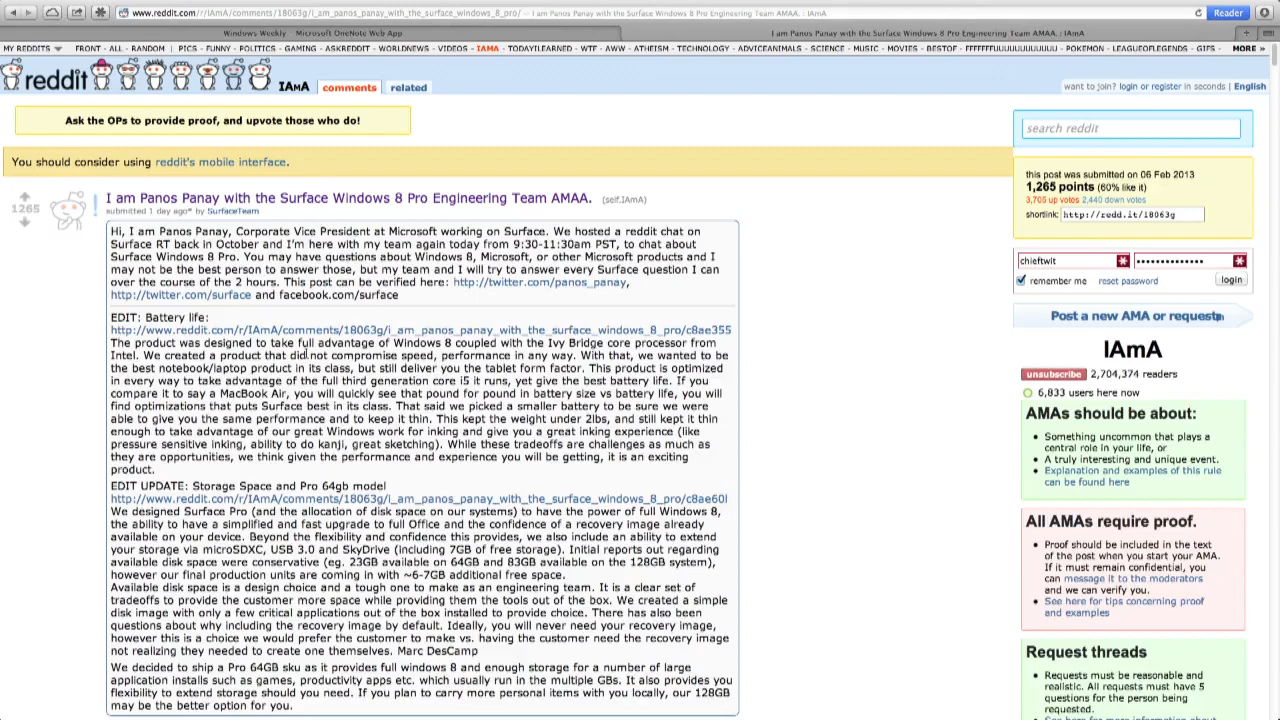 www.reddit.com/r/IAmA/comments/18063g/i_am_panos_panay_with_the_surface_windows_8_pro/ — I am Panos Panay with the Surface Windows 8 Pro Engineering Team AMAA. : IAmA
Reader
Windows Weekly – Microsoft OneNote Web App
I am Panos Panay with the Surface Windows 8 Pro Engineering Team AMAA. : IAmA
MY REDDITS FRONT - ALL - RANDOM | PICS - FUNNY - POLITICS - GAMING - ASKREDDIT - WORLDNEWS - VIDEOS - IAMA - TODAYILEARNED - WTF - AWW - ATHEISM - TECHNOLOGY - ADVICEANIMALS - SCIENCE - MUSIC - MOVIES - BESTOF - FFFFFFFUUUUUUUUUUUU - POKEMON - LEAGUEOFLEGENDS - GIFS - MORE »
reddit IAMA comments related
want to join? login or register in seconds | English
Ask the OPs to provide proof, and upvote those who do!
You should consider using reddit's mobile interface.
1265
I am Panos Panay with the Surface Windows 8 Pro Engineering Team AMAA. (self.IAmA)
submitted 1 day ago* by SurfaceTeam
Hi, I am Panos Panay, Corporate Vice President at Microsoft working on Surface. We hosted a reddit chat on
Surface RT back in October and I'm here with my team again today from 9:30-11:30am PST, to chat about
Surface Windows 8 Pro. You may have questions about Windows 8, Microsoft, or other Microsoft products and I
may not be the best person to answer those, but my team and I will try to answer every Surface question I can
over the course of the 2 hours. This post can be verified here: http://twitter.com/panos_panay,
http://twitter.com/surface and facebook.com/surface
EDIT: Battery life:
http://www.reddit.com/r/IAmA/comments/18063g/i_am_panos_panay_with_the_surface_windows_8_pro/c8ae355
The product was designed to take full advantage of Windows 8 coupled with the Ivy Bridge core processor from
Intel. We created a product that did not compromise speed, performance in any way. With that, we wanted to be
the best notebook/laptop product in its class, but still deliver you the tablet form factor. This product is optimized
in every way to take advantage of the full third generation core i5 it runs, yet give the best battery life. If you
compare it to say a MacBook Air, you will quickly see that pound for pound in battery size vs battery life, you will
find optimizations that puts Surface best in its class. That said we picked a smaller battery to be sure we were
able to give you the same performance and to keep it thin. This kept the weight under 2lbs, and still kept it thin
enough to take advantage of our great Windows work for inking and give you a great inking experience (like
pressure sensitive inking, ability to do kanji, great sketching). While these tradeoffs are challenges as much as
they are opportunities, we think given the performance and experience you will be getting, it is an exciting
product.
EDIT UPDATE: Storage Space and Pro 64gb model
http://www.reddit.com/r/IAmA/comments/18063g/i_am_panos_panay_with_the_surface_windows_8_pro/c8ae60l
We designed Surface Pro (and the allocation of disk space on our systems) to have the power of full Windows 8,
the ability to have a simplified and fast upgrade to full Office and the confidence of a recovery image already
available on your device. Beyond the flexibility and confidence this provides, we also include an ability to extend
your storage via microSDXC, USB 3.0 and SkyDrive (including 7GB of free storage). Initial reports out regarding
available disk space were conservative (eg. 23GB available on 64GB and 83GB available on the 128GB system),
however our final production units are coming in with ~6-7GB additional free space.
Available disk space is a design choice and a tough one to make as an engineering team. It is a clear set of
tradeoffs to provide the customer more space while providing them the tools out of the box. We created a simple
disk image with only a few critical applications out of the box installed to provide choice. There has also been
questions about why including the recovery image by default. Ideally, you will never need your recovery image,
however this is a choice we would prefer the customer to make vs. having the customer need the recovery image
not realizing they needed to create one themselves. Marc DesCamp
We decided to ship a Pro 64GB sku as it provides full windows 8 and enough storage for a number of large
application installs such as games, productivity apps etc. which usually run in the multiple GBs. It also provides you
flexibility to extend storage should you need. If you plan to carry more personal items with you locally, our 128GB
may be the better option for you.
search reddit
this post was submitted on 06 Feb 2013
1,265 points (60% like it)
3,705 up votes 2,440 down votes
shortlink: http://redd.it/18063g
chieftwit ••••••••••••••
remember me reset password login
Post a new AMA or request
IAmA
unsubscribe 2,704,374 readers
6,833 users here now
AMAs should be about:
• Something uncommon that plays a
central role in your life, or
• A truly interesting and unique event.
• Explanation and examples of this rule
can be found here
All AMAs require proof.
• Proof should be included in the text
of the post when you start your AMA.
If it must remain confidential, you
can message it to the moderators
and we can verify you.
• See here for tips concerning proof
and examples
Request threads
• Requests must be reasonable and
realistic. All requests must have 5
questions for the person being
requested.
• See here for more information about